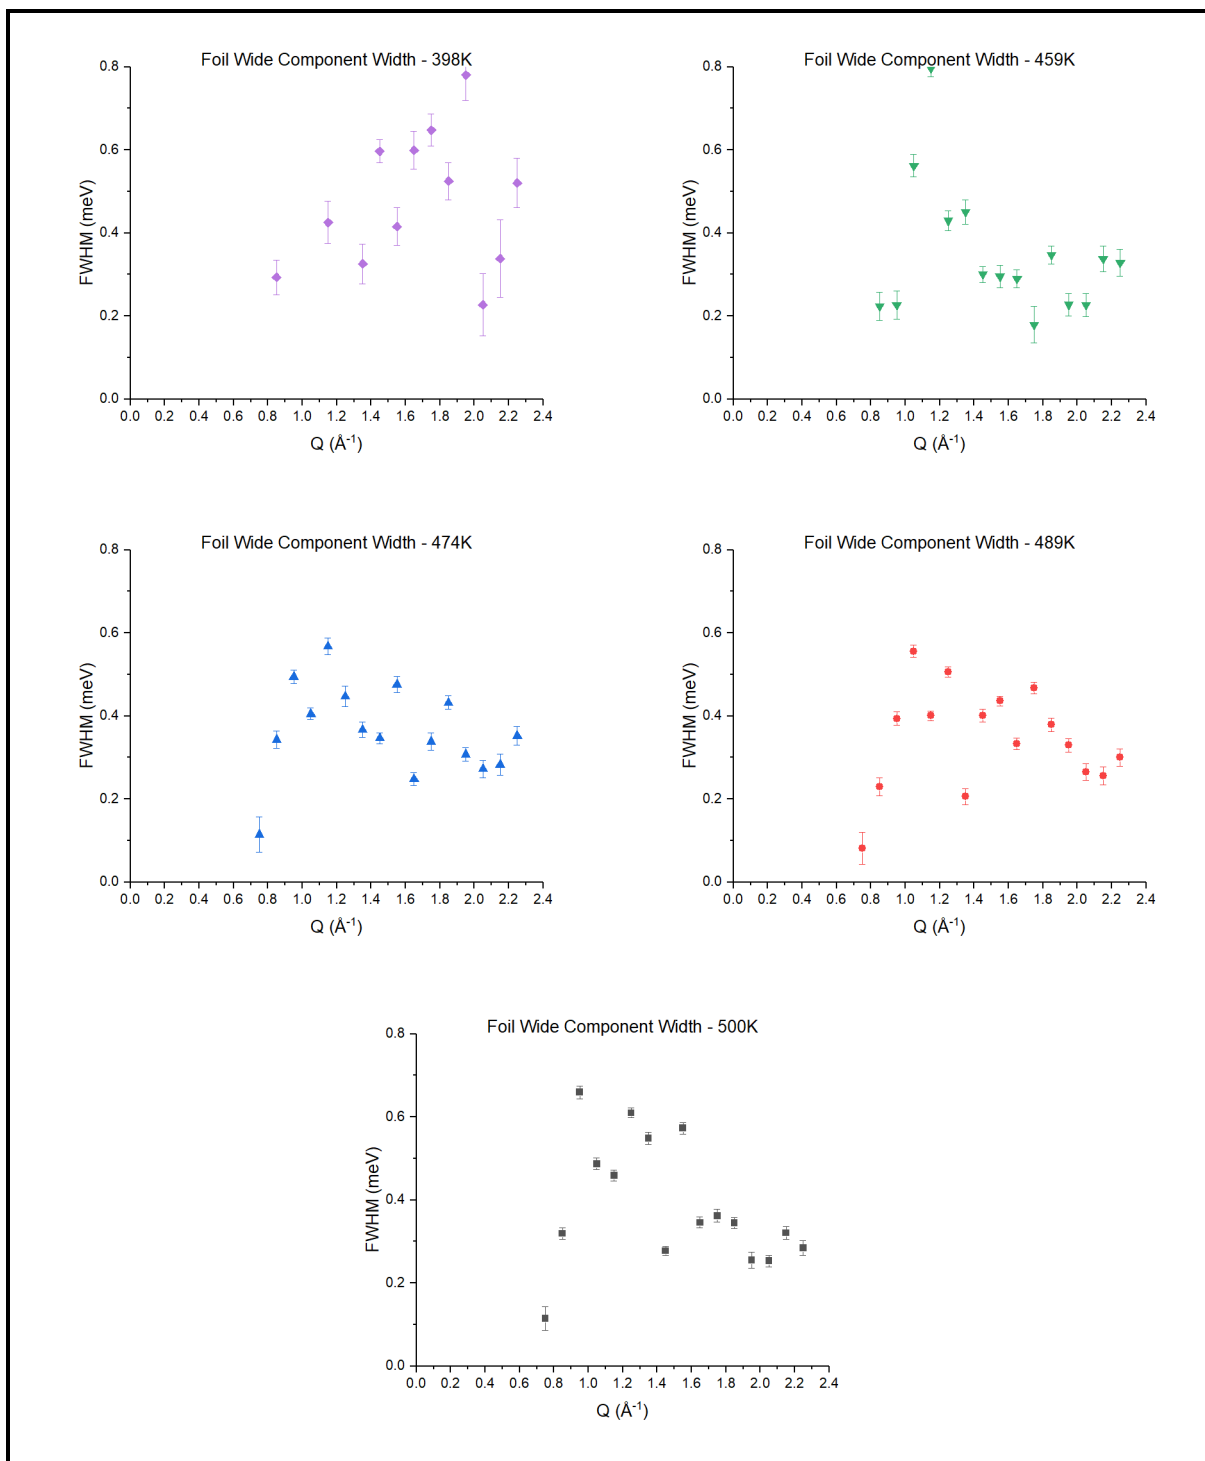 Foil Wide Component Width - 398K
0.8
0.6
0.4
0.2
0.0
FWHM (meV)
0.0 0.2 0.4 0.6 0.8 1.0 1.2 1.4 1.6 1.8 2.0 2.2 2.4
Q (Å⁻¹)
Foil Wide Component Width - 459K
0.8
0.6
0.4
0.2
0.0
FWHM (meV)
0.0 0.2 0.4 0.6 0.8 1.0 1.2 1.4 1.6 1.8 2.0 2.2 2.4
Q (Å⁻¹)
Foil Wide Component Width - 474K
0.8
0.6
0.4
0.2
0.0
FWHM (meV)
0.0 0.2 0.4 0.6 0.8 1.0 1.2 1.4 1.6 1.8 2.0 2.2 2.4
Q (Å⁻¹)
Foil Wide Component Width - 489K
0.8
0.6
0.4
0.2
0.0
FWHM (meV)
0.0 0.2 0.4 0.6 0.8 1.0 1.2 1.4 1.6 1.8 2.0 2.2 2.4
Q (Å⁻¹)
Foil Wide Component Width - 500K
0.8
0.6
0.4
0.2
0.0
FWHM (meV)
0.0 0.2 0.4 0.6 0.8 1.0 1.2 1.4 1.6 1.8 2.0 2.2 2.4
Q (Å⁻¹)